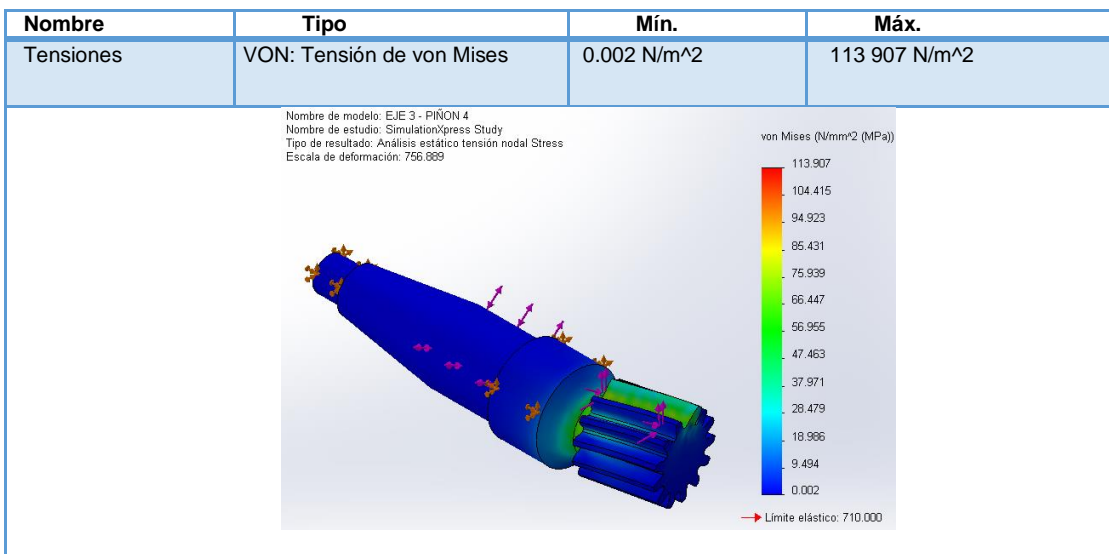 Nombre Tipo Mín. Máx.
Tensiones VON: Tensión de von Mises 0.002 N/m^2 113 907 N/m^2
Nombre de modelo: EJE 3 - PIÑON 4
Nombre de estudio: SimulationXpress Study
Tipo de resultado: Análisis estático tensión nodal Stress
Escala de deformación: 756.889
von Mises (N/mm^2 (MPa))
113.907
104.415
94.923
85.431
75.939
66.447
56.955
47.463
37.971
28.479
18.986
9.494
0.002
Límite elástico: 710.000